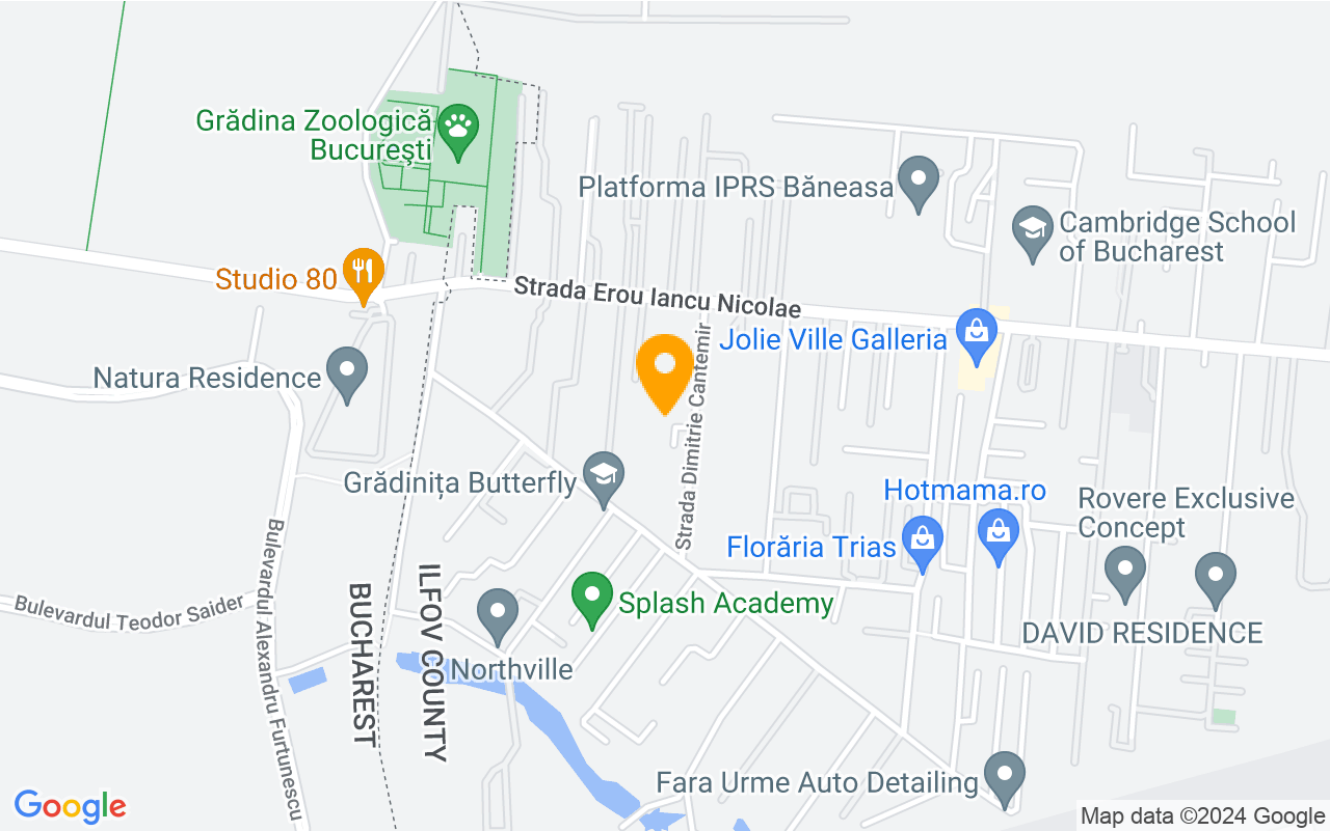 Grădina Zoologică
București
Platforma IPRS Băneasa
Cambridge School
of Bucharest
Studio 80
Strada Erou Iancu Nicolae
Jolie Ville Galleria
Natura Residence
Strada Dimitrie Cantemir
Grădinița Butterfly
Hotmama.ro
Rovere Exclusive
Concept
Florăria Trias
Bulevardul Teodor Saider
Bulevardul Alexandru Furtunescu
BUCHAREST
ILFOV COUNTY
Splash Academy
DAVID RESIDENCE
Northville
Fara Urme Auto Detailing
Google
Map data ©2024 Google